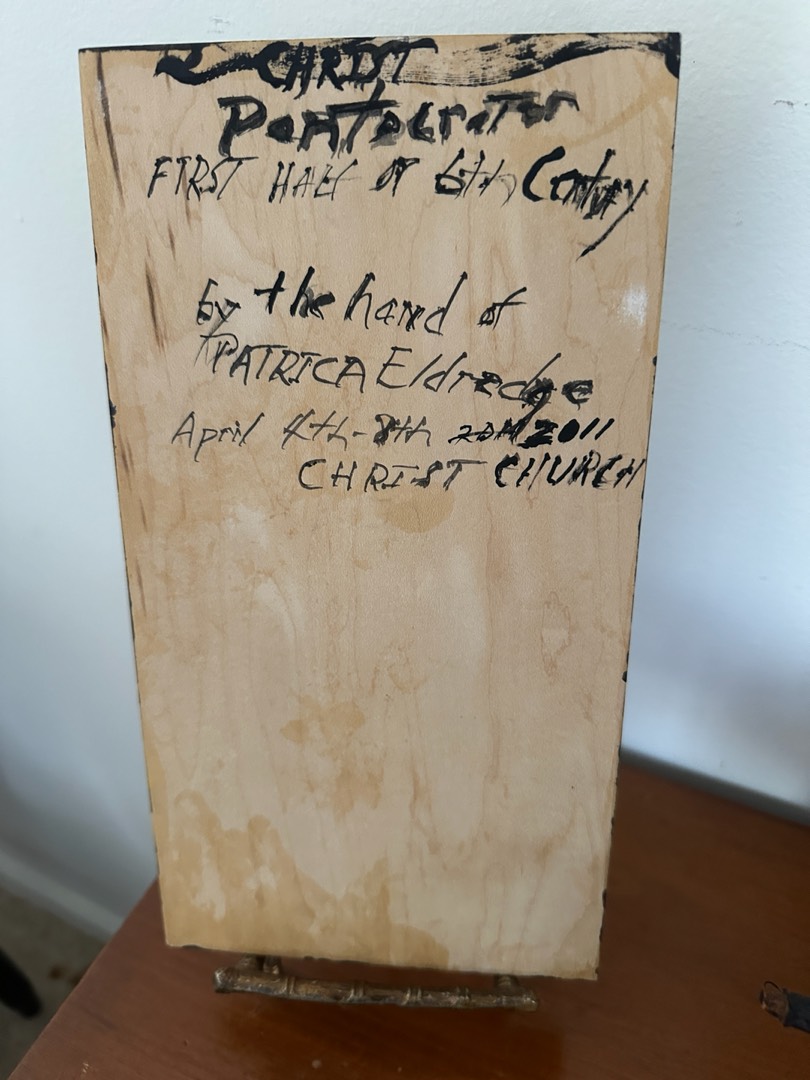 CHRIST
Pantocrator
FIRST HALF OF 6th Century
by the hand of
PATRICA Eldredge
April 4th-8th 2011
CHRIST CHURCH